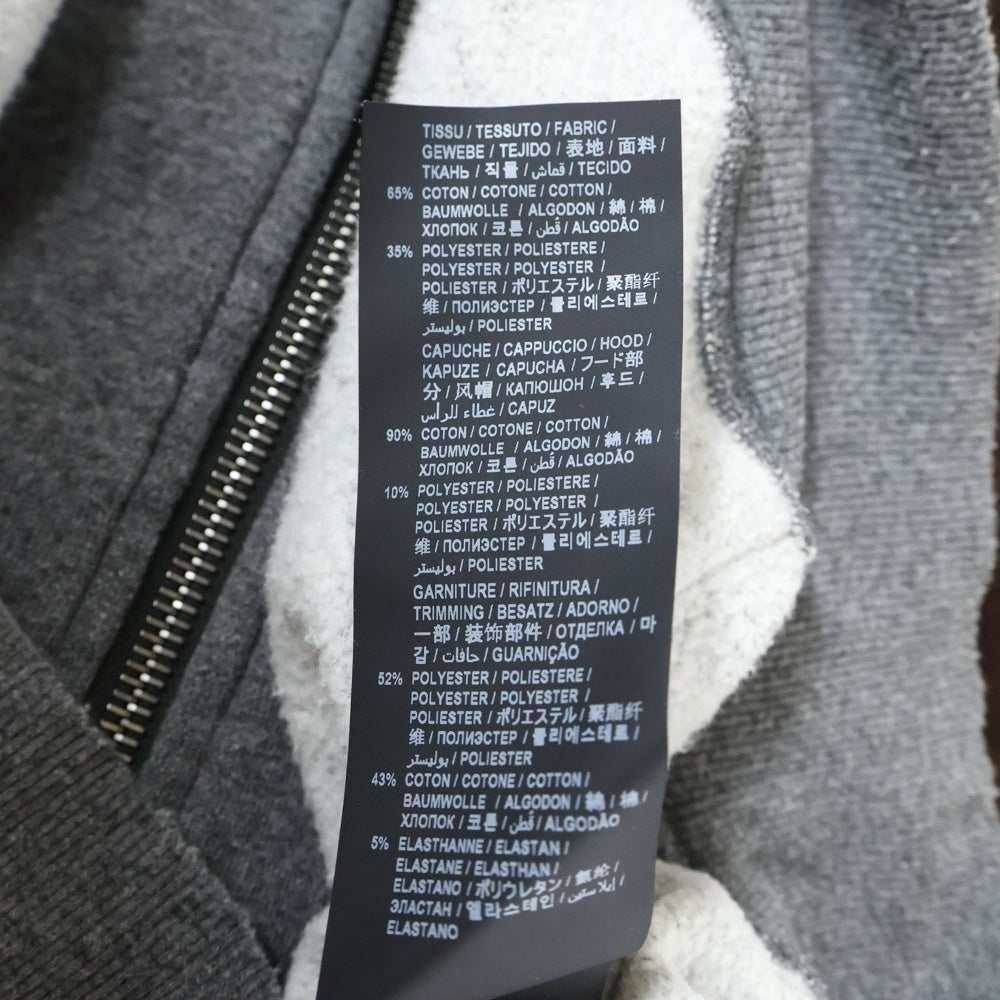 TISSU / TESSUTO / FABRIC /
GEWEBE / TEJIDO / 表地 / 面料 /
ТКАНЬ / 직물 / قماش / TECIDO
65% COTON / COTONE / COTTON /
BAUMWOLLE / ALGODON / 綿 / 棉 /
ХЛОПОК / 코튼 / قُطن / ALGODÃO
35% POLYESTER / POLIESTERE /
POLYESTER / POLYESTER /
POLIESTER / ポリエステル / 聚酯纤
维 / ПОЛИЭСТЕР / 폴리에스테르 /
بوليستر / POLIESTER
CAPUCHE / CAPPUCCIO / HOOD /
KAPUZE / CAPUCHA / フード部
分 / 风帽 / КАПЮШОН / 후드 /
غطاء للرأس / CAPUZ
90% COTON / COTONE / COTTON /
BAUMWOLLE / ALGODON / 綿 / 棉 /
ХЛОПОК / 코튼 / قُطن / ALGODÃO
10% POLYESTER / POLIESTERE /
POLYESTER / POLYESTER /
POLIESTER / ポリエステル / 聚酯纤
维 / ПОЛИЭСТЕР / 폴리에스테르 /
بوليستر / POLIESTER
GARNITURE / RIFINITURA /
TRIMMING / BESATZ / ADORNO /
一部 / 装饰部件 / ОТДЕЛКА / 마
감 / حافات / GUARNIÇÃO
52% POLYESTER / POLIESTERE /
POLYESTER / POLYESTER /
POLIESTER / ポリエステル / 聚酯纤
维 / ПОЛИЭСТЕР / 폴리에스테르 /
بوليستر / POLIESTER
43% COTON / COTONE / COTTON /
BAUMWOLLE / ALGODON / 綿 / 棉 /
ХЛОПОК / 코튼 / قُطن / ALGODÃO
5% ELASTHANNE / ELASTAN /
ELASTANE / ELASTHAN /
ELASTANO / ポリウレタン / 氨纶 /
ЭЛАСТАН / 엘라스테인 / إيلاستين /
ELASTANO